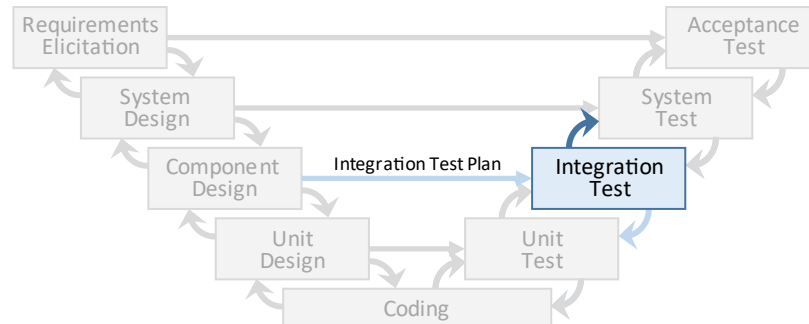 Requirements
Elicitation
Acceptance
Test
System
Design
System
Test
Component
Design
Integration Test Plan
Integration
Test
Unit
Design
Unit
Test
Coding